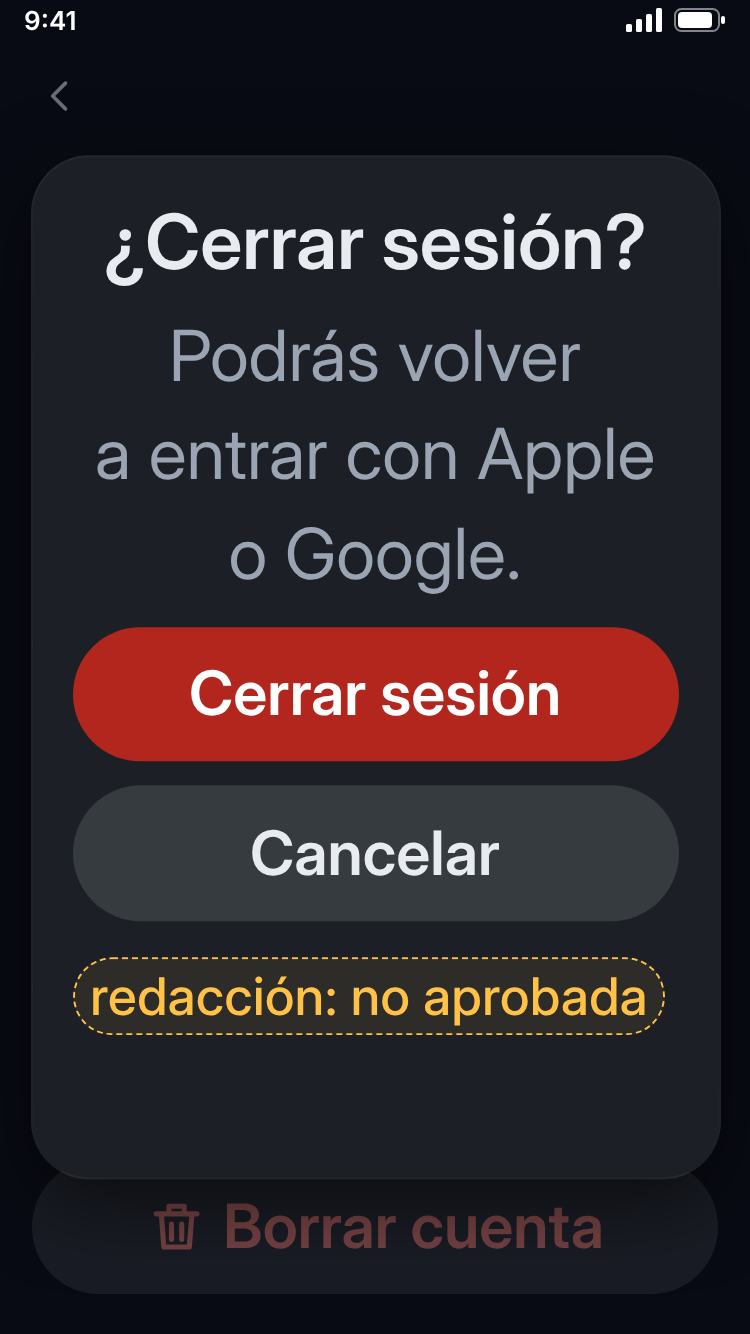 9:41
¿Cerrar sesión?
Podrás volver
a entrar con Apple
o Google.
Cerrar sesión
Cancelar
redacción: no aprobada
Borrar cuenta